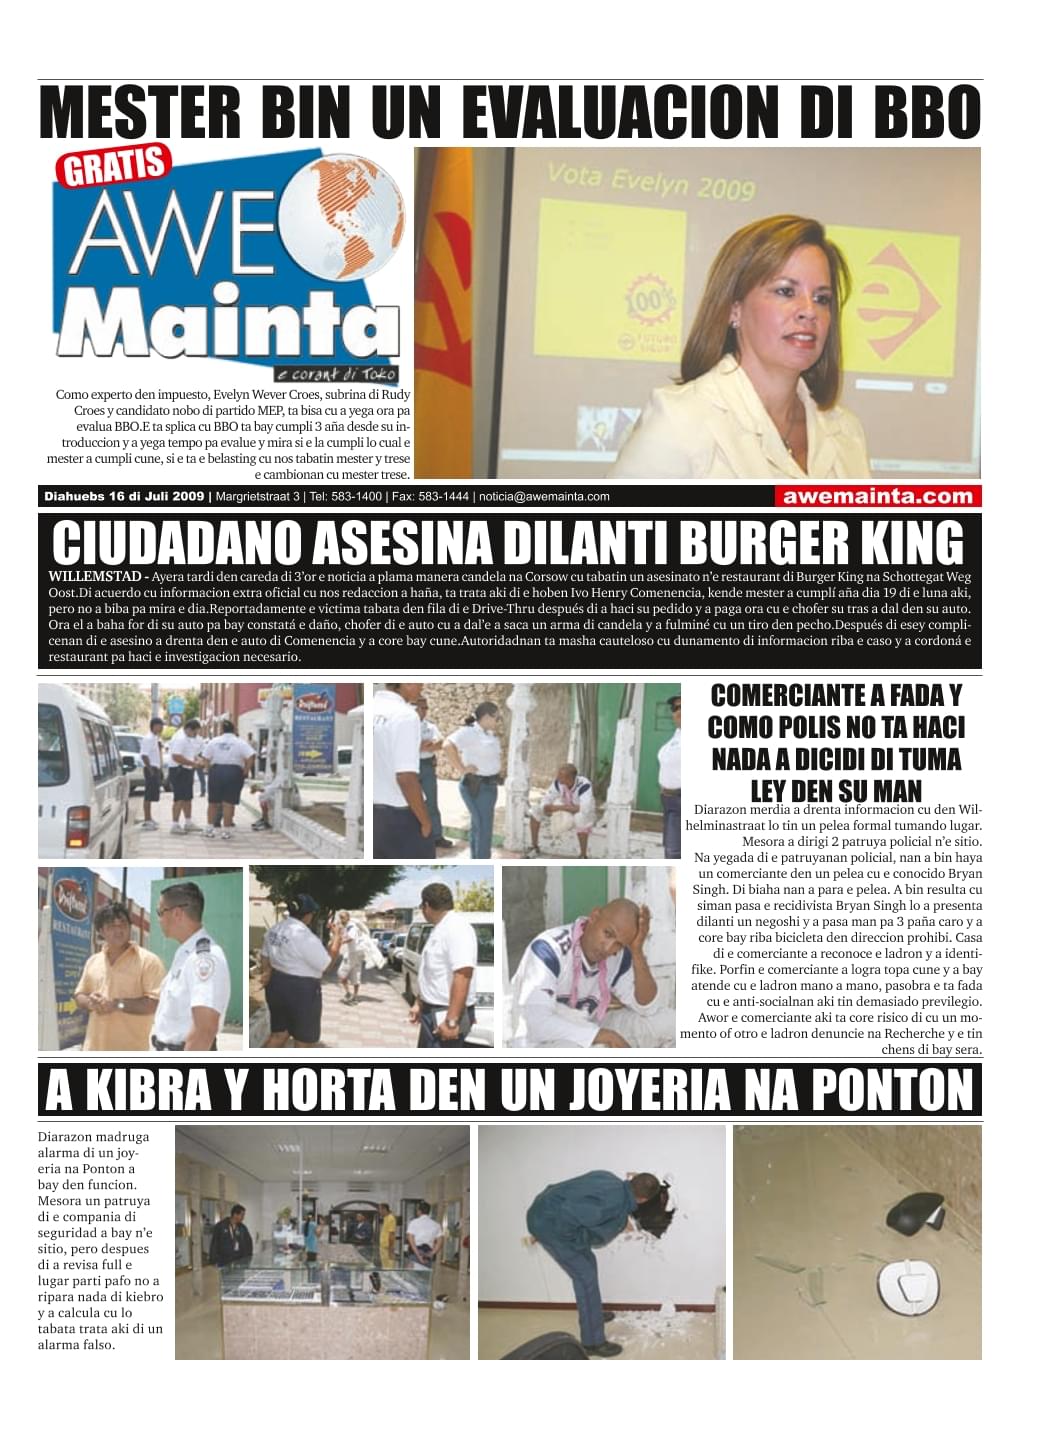 MESTER BIN UN EVALUACION DI BBO
GRATIS
AWE
Mainta
e corant di Toko
Vota Evelyn 2009
100%
FUTURO
Como experto den impuesto, Evelyn Wever Croes, subrina di Rudy
Croes y candidato nobo di partido MEP, ta bisa cu a yega ora pa
evalua BBO.E ta splica cu BBO ta bay cumpli 3 aña desde su in-
troduccion y a yega tempo pa evalue y mira si e la cumpli lo cual e
mester a cumpli cune, si e ta e belasting cu nos tabatin mester y trese
e cambionan cu mester trese.
Diahuebs 16 di Juli 2009 | Margrietstraat 3 | Tel: 583-1400 | Fax: 583-1444 | noticia@awemainta.com
awemainta.com
CIUDADANO ASESINA DILANTI BURGER KING
WILLEMSTAD - Ayera tardi den careda di 3'or e noticia a plama manera candela na Corsow cu tabatin un asesinato n'e restaurant di Burger King na Schottegat Weg
Oost.Di acuerdo cu informacion extra oficial cu nos redaccion a haña, ta trata aki di e hoben Ivo Henry Comenencia, kende mester a cumplí aña dia 19 di e luna aki,
pero no a biba pa mira e dia.Reportadamente e victima tabata den fila di e Drive-Thru después di a haci su pedido y a paga ora cu e chofer su tras a dal den su auto.
Ora el a baha for di su auto pa bay constatá e daño, chofer di e auto cu a dal'e a saca un arma di candela y a fulminé cu un tiro den pecho.Después di esey compli-
cenan di e asesino a drenta den e auto di Comenencia y a core bay cune.Autoridadnan ta masha cauteloso cu dunamento di informacion riba e caso y a cordoná e
restaurant pa haci e investigacion necesario.
Driftwood
RESTAURANT
COMERCIANTE A FADA Y
COMO POLIS NO TA HACI
NADA A DICIDI DI TUMA
LEY DEN SU MAN
Diarazon merdia a drenta informacion cu den Wil-
helminastraat lo tin un pelea formal tumando lugar.
Mesora a dirigi 2 patruya policial n'e sitio.
Na yegada di e patruyanan policial, nan a bin haya
un comerciante den un pelea cu e conocido Bryan
Singh. Di biaha nan a para e pelea. A bin resulta cu
siman pasa e recidivista Bryan Singh lo a presenta
dilanti un negoshi y a pasa man pa 3 paña caro y a
core bay riba bicicleta den direccion prohibi. Casa
di e comerciante a reconoce e ladron y a identi-
fike. Porfin e comerciante a logra topa cune y a bay
atende cu e ladron mano a mano, pasobra e ta fada
cu e anti-socialnan aki tin demasiado previlegio.
Awor e comerciante aki ta core risico di cu un mo-
mento of otro e ladron denuncie na Recherche y e tin
chens di bay sera.
A KIBRA Y HORTA DEN UN JOYERIA NA PONTON
Diarazon madruga
alarma di un joy-
eria na Ponton a
bay den funcion.
Mesora un patruya
di e compania di
seguridad a bay n'e
sitio, pero despues
di a revisa full e
lugar parti pafo no a
ripara nada di kiebro
y a calcula cu lo
tabata trata aki di un
alarma falso.